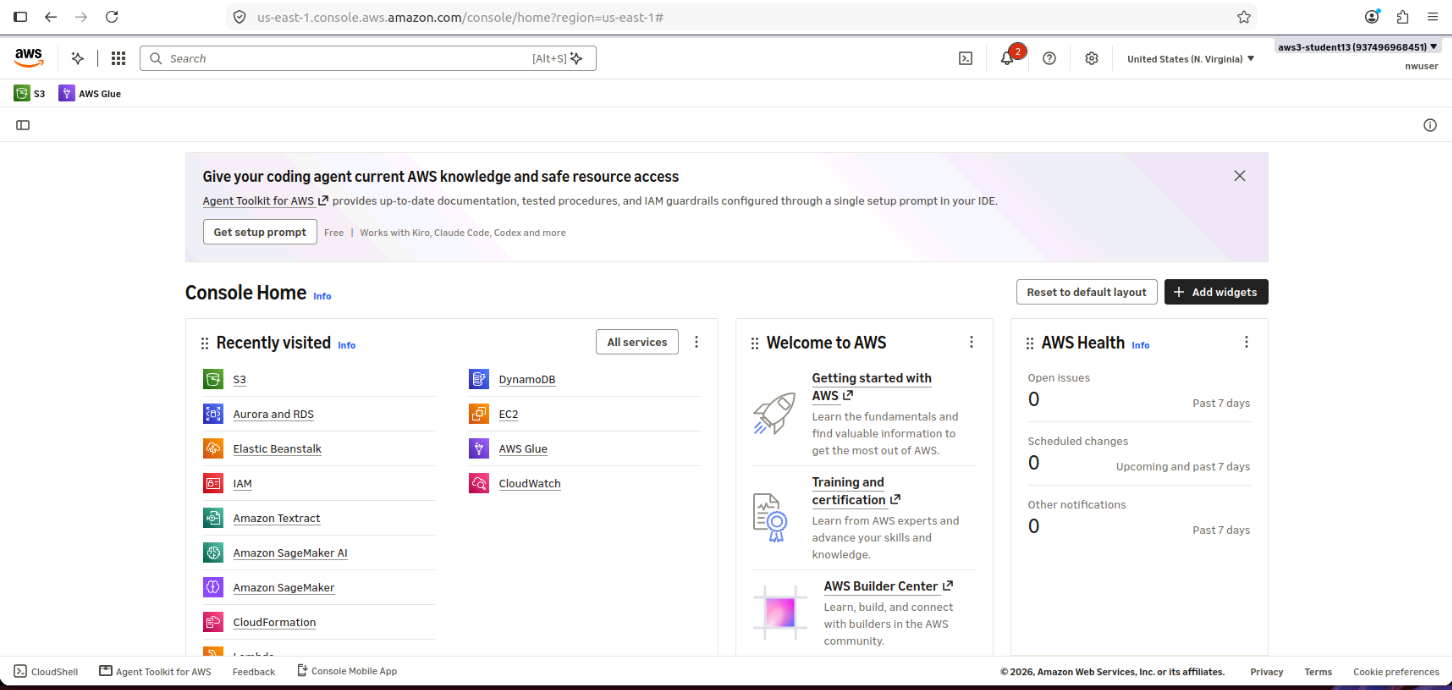 us-east-1.console.aws.amazon.com/console/home?region=us-east-1#
aws
Search
[Alt+S]
2
United States (N. Virginia) ▼
aws3-student13 (937496968451) ▼
nwuser
S3
AWS Glue
Give your coding agent current AWS knowledge and safe resource access
Agent Toolkit for AWS provides up-to-date documentation, tested procedures, and IAM guardrails configured through a single setup prompt in your IDE.
Get setup prompt
Free | Works with Kiro, Claude Code, Codex and more
Console Home Info
Reset to default layout
+ Add widgets
Recently visited Info
All services
S3
Aurora and RDS
Elastic Beanstalk
IAM
Amazon Textract
Amazon SageMaker AI
Amazon SageMaker
CloudFormation
Lambda
DynamoDB
EC2
AWS Glue
CloudWatch
Welcome to AWS
Getting started with
AWS
Learn the fundamentals and
find valuable information to
get the most out of AWS.
Training and
certification
Learn from AWS experts and
advance your skills and
knowledge.
AWS Builder Center
Learn, build, and connect
with builders in the AWS
community.
AWS Health Info
Open issues
0
Past 7 days
Scheduled changes
0
Upcoming and past 7 days
Other notifications
0
Past 7 days
CloudShell
Agent Toolkit for AWS
Feedback
Console Mobile App
© 2026, Amazon Web Services, Inc. or its affiliates.
Privacy
Terms
Cookie preferences